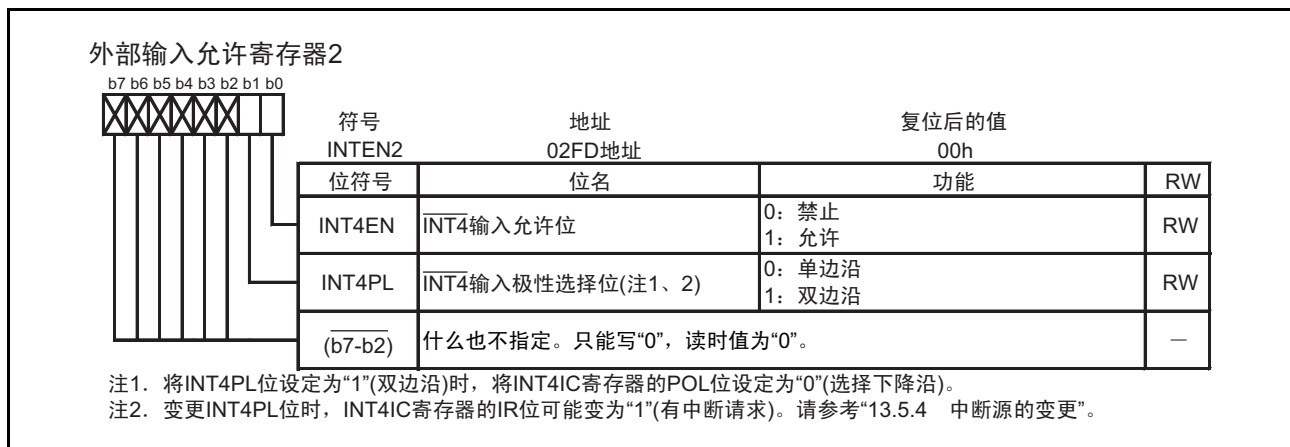 外部输入允许寄存器2
b7 b6 b5 b4 b3 b2 b1 b0
符号 地址 复位后的值
INTEN2 02FD地址 00h
位符号 位名 功能 RW
INT4EN INT4输入允许位 0：禁止 RW
1：允许
INT4PL INT4输入极性选择位(注1、2) 0：单边沿 RW
1：双边沿
(b7-b2) 什么也不指定。只能写“0”，读时值为“0”。 －
注1．将INT4PL位设定为“1”(双边沿)时，将INT4IC寄存器的POL位设定为“0”(选择下降沿)。
注2．变更INT4PL位时，INT4IC寄存器的IR位可能变为“1”(有中断请求)。请参考“13.5.4　中断源的变更”。